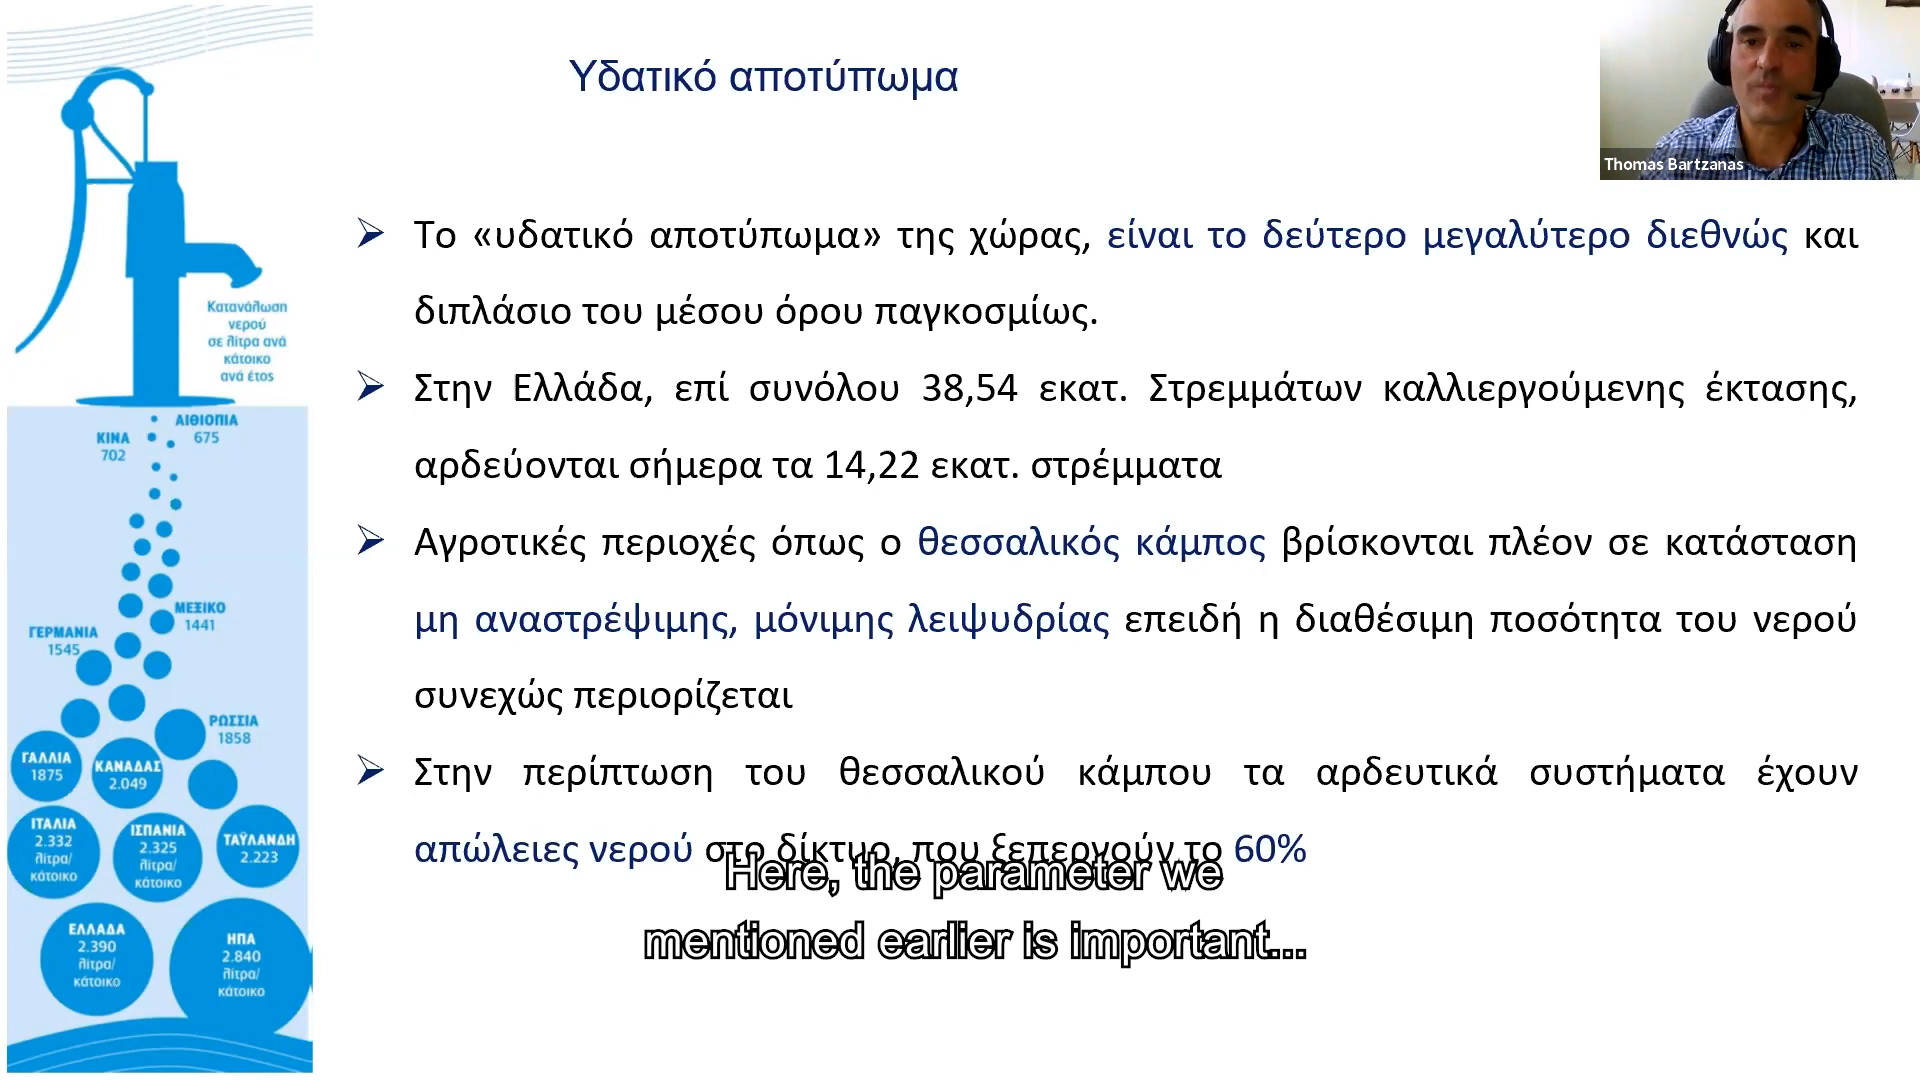 Υδατικό αποτύπωμα
Thomas Bartzanas
Το «υδατικό αποτύπωμα» της χώρας, είναι το δεύτερο μεγαλύτερο διεθνώς και
διπλάσιο του μέσου όρου παγκοσμίως.
Στην Ελλάδα, επί συνόλου 38,54 εκατ. Στρεμμάτων καλλιεργούμενης έκτασης,
αρδεύονται σήμερα τα 14,22 εκατ. στρέμματα
Αγροτικές περιοχές όπως ο θεσσαλικός κάμπος βρίσκονται πλέον σε κατάσταση
μη αναστρέψιμης, μόνιμης λειψυδρίας επειδή η διαθέσιμη ποσότητα του νερού
συνεχώς περιορίζεται
Στην περίπτωση του θεσσαλικού κάμπου τα αρδευτικά συστήματα έχουν
απώλειες νερού στο δίκτυο, που ξεπερνούν το 60%
Here, the parameter we
mentioned earlier is important...
Κατανάλωση
νερού
σε λίτρα ανά
κάτοικο
ανά έτος
ΑΙΘΙΟΠΙΑ
675
ΚΙΝΑ
702
ΜΕΞΙΚΟ
1441
ΓΕΡΜΑΝΙΑ
1545
ΡΩΣΣΙΑ
1858
ΓΑΛΛΙΑ
1875
ΚΑΝΑΔΑΣ
2.049
ΙΤΑΛΙΑ
2.332
λίτρα/
κάτοικο
ΙΣΠΑΝΙΑ
2.325
λίτρα/
κάτοικο
ΤΑΫΛΑΝΔΗ
2.223
ΕΛΛΑΔΑ
2.390
λίτρα/
κάτοικο
ΗΠΑ
2.840
λίτρα/
κάτοικο